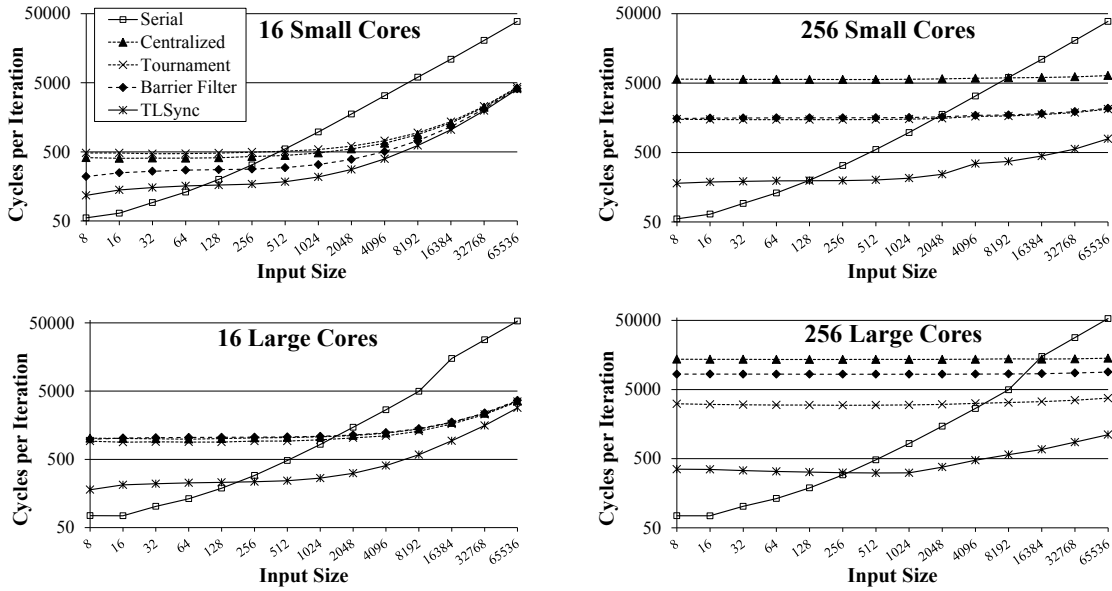 16 Small Cores
Serial
Centralized
Tournament
Barrier Filter
TLSync
Cycles per Iteration
50000
5000
500
50
8 16 32 64 128 256 512 1024 2048 4096 8192 16384 32768 65536
Input Size
256 Small Cores
Cycles per Iteration
50000
5000
500
50
8 16 32 64 128 256 512 1024 2048 4096 8192 16384 32768 65536
Input Size
16 Large Cores
Cycles per Iteration
50000
5000
500
50
8 16 32 64 128 256 512 1024 2048 4096 8192 16384 32768 65536
Input Size
256 Large Cores
Cycles per Iteration
50000
5000
500
50
8 16 32 64 128 256 512 1024 2048 4096 8192 16384 32768 65536
Input Size